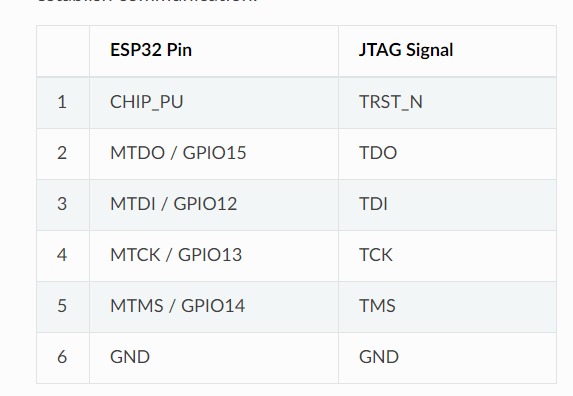 ESP32 Pin JTAG Signal
1 CHIP_PU TRST_N
2 MTDO / GPIO15 TDO
3 MTDI / GPIO12 TDI
4 MTCK / GPIO13 TCK
5 MTMS / GPIO14 TMS
6 GND GND